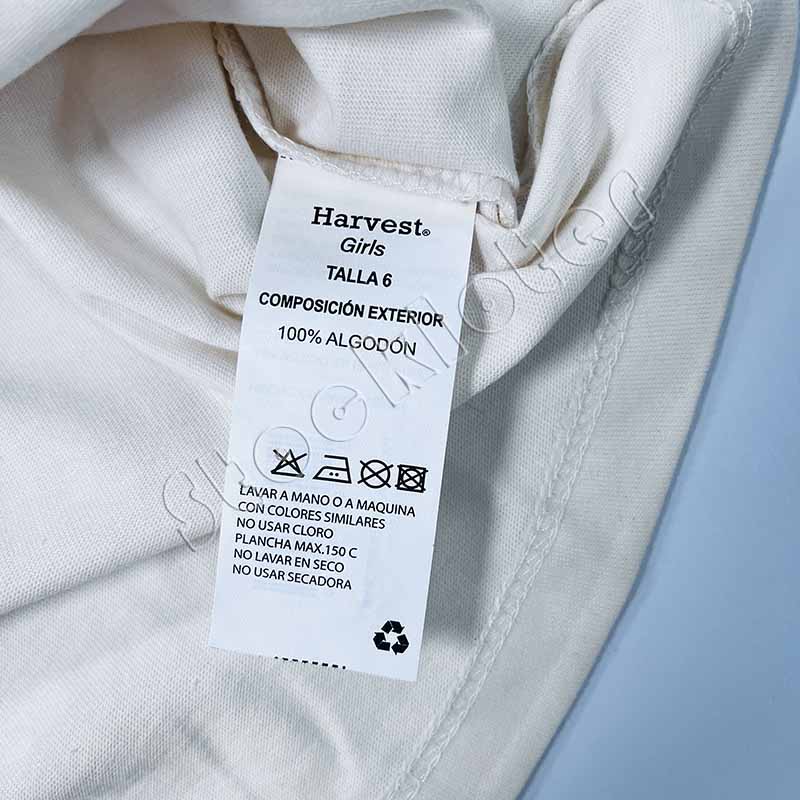 Harvest®
Girls
TALLA 6
COMPOSICIÓN EXTERIOR
100% ALGODÓN
LAVAR A MANO O A MAQUINA
CON COLORES SIMILARES
NO USAR CLORO
PLANCHA MAX.150 C
NO LAVAR EN SECO
NO USAR SECADORA
stocklotes